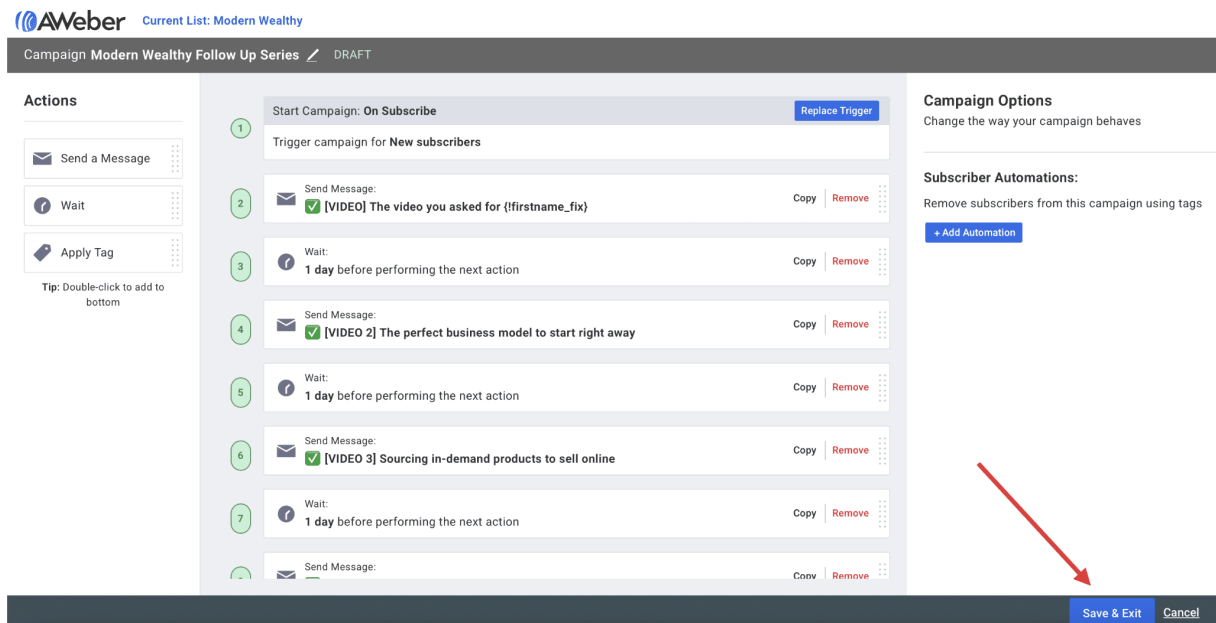 AWeber Current List: Modern Wealthy
Campaign Modern Wealthy Follow Up Series DRAFT
Actions
Send a Message
Wait
Apply Tag
Tip: Double-click to add to
bottom
1
Start Campaign: On Subscribe
Replace Trigger
Trigger campaign for New subscribers
2
Send Message:
✅ [VIDEO] The video you asked for {!firstname_fix}
Copy Remove
3
Wait:
1 day before performing the next action
Copy Remove
4
Send Message:
✅ [VIDEO 2] The perfect business model to start right away
Copy Remove
5
Wait:
1 day before performing the next action
Copy Remove
6
Send Message:
✅ [VIDEO 3] Sourcing in-demand products to sell online
Copy Remove
7
Wait:
1 day before performing the next action
Copy Remove
Send Message:
Copy Remove
Campaign Options
Change the way your campaign behaves
Subscriber Automations:
Remove subscribers from this campaign using tags
+ Add Automation
Save & Exit Cancel